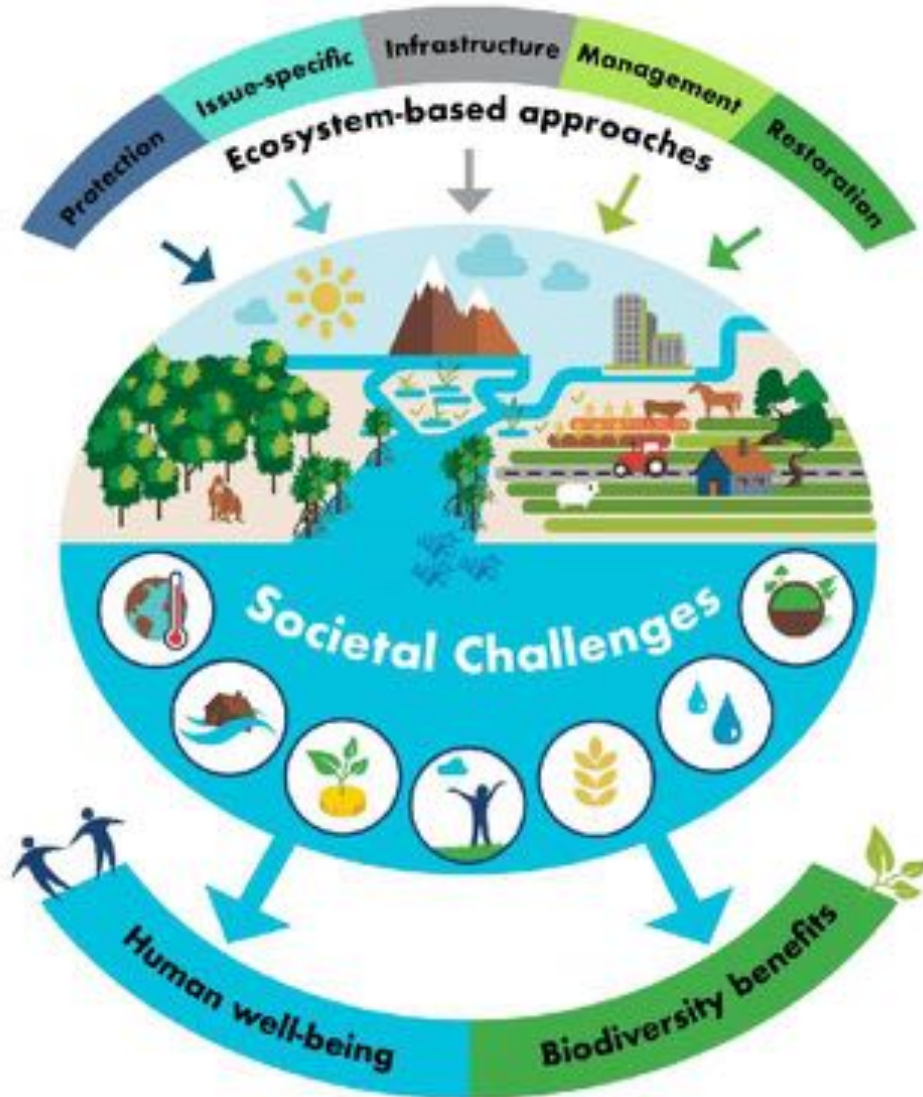 Protection
Issue-specific
Infrastructure
Management
Restoration
Ecosystem-based approaches
Societal Challenges
Human well-being
Biodiversity benefits